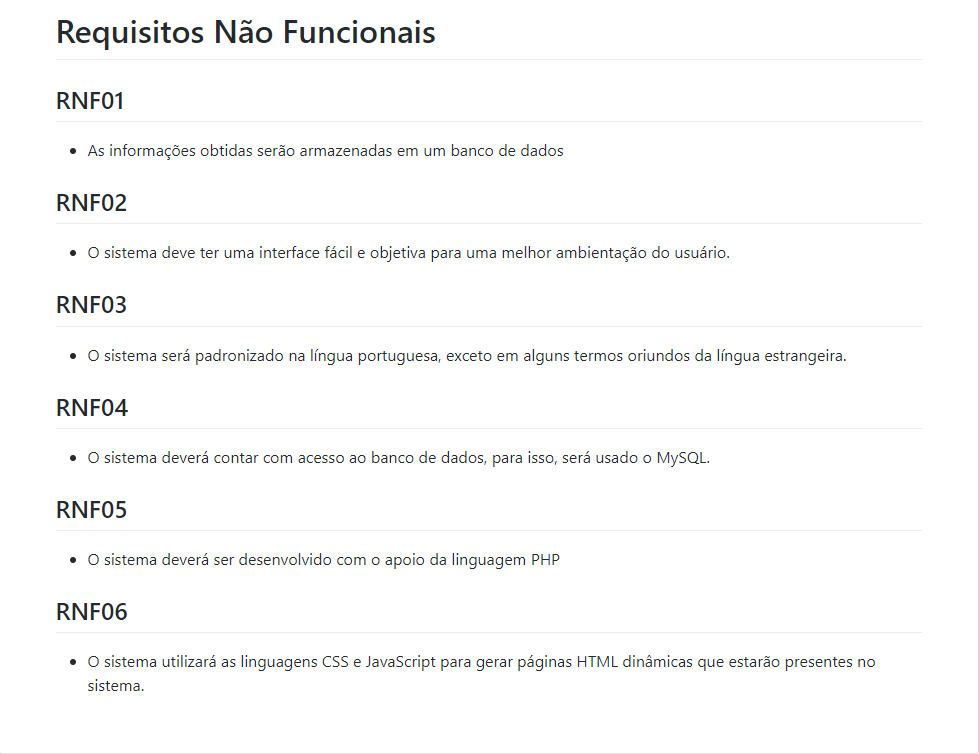 Requisitos Não Funcionais
RNF01
As informações obtidas serão armazenadas em um banco de dados
RNF02
O sistema deve ter uma interface fácil e objetiva para uma melhor ambientação do usuário.
RNF03
O sistema será padronizado na língua portuguesa, exceto em alguns termos oriundos da língua estrangeira.
RNF04
O sistema deverá contar com acesso ao banco de dados, para isso, será usado o MySQL.
RNF05
O sistema deverá ser desenvolvido com o apoio da linguagem PHP
RNF06
O sistema utilizará as linguagens CSS e JavaScript para gerar páginas HTML dinâmicas que estarão presentes no
sistema.